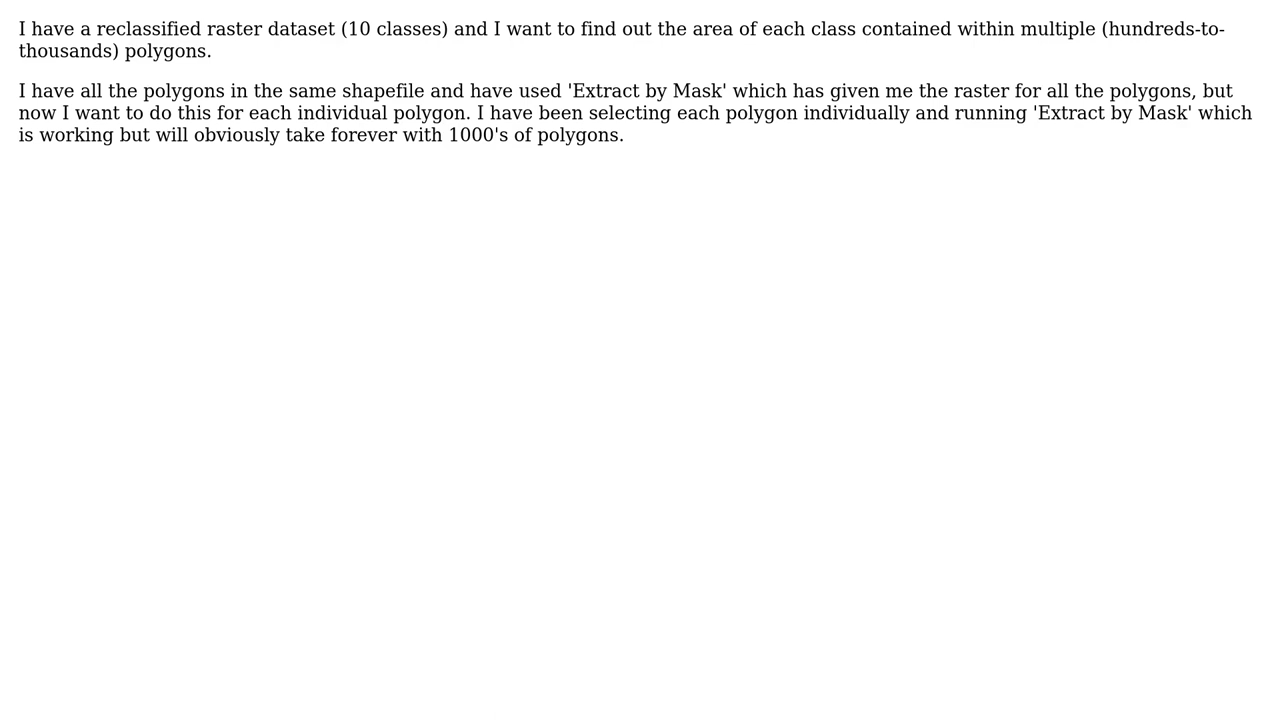 I have a reclassified raster dataset (10 classes) and I want to find out the area of each class contained within multiple (hundreds-to-
thousands) polygons.
I have all the polygons in the same shapefile and have used 'Extract by Mask' which has given me the raster for all the polygons, but
now I want to do this for each individual polygon. I have been selecting each polygon individually and running 'Extract by Mask' which
is working but will obviously take forever with 1000's of polygons.